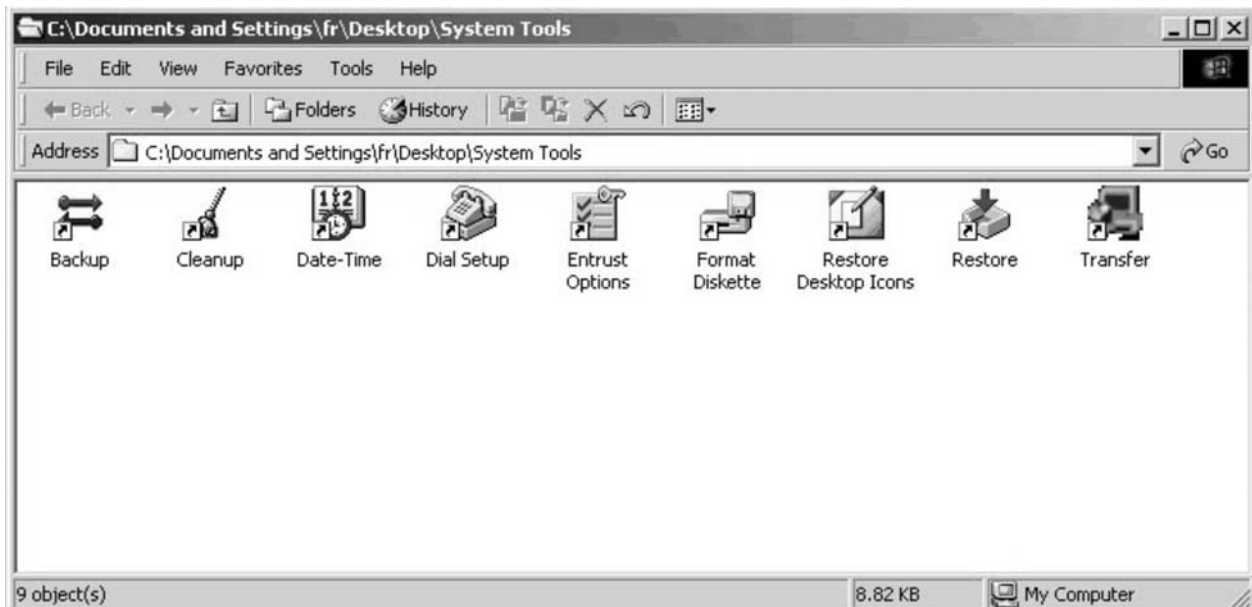 C:\Documents and Settings\fr\Desktop\System Tools
File Edit View Favorites Tools Help
Back Folders History
Address C:\Documents and Settings\fr\Desktop\System Tools Go
1 2
Backup Cleanup Date-Time Dial Setup Entrust Options Format Diskette Restore Desktop Icons Restore Transfer
9 object(s) 8.82 KB My Computer